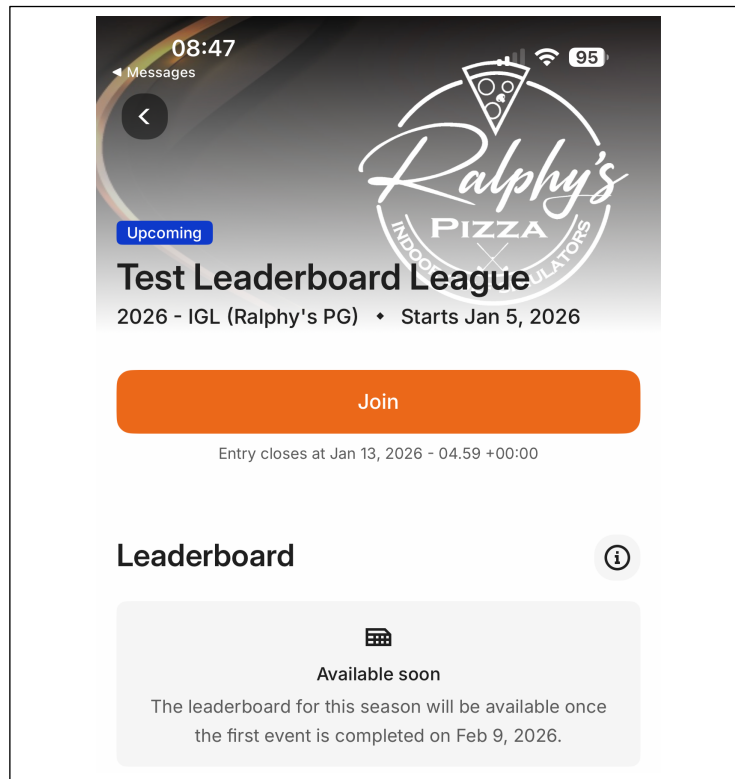 08:47
95
◀ Messages
Ralphy's
PIZZA
Upcoming
Test Leaderboard League
2026 - IGL (Ralphy's PG) • Starts Jan 5, 2026
Join
Entry closes at Jan 13, 2026 - 04.59 +00:00
Leaderboard
Available soon
The leaderboard for this season will be available once
the first event is completed on Feb 9, 2026.